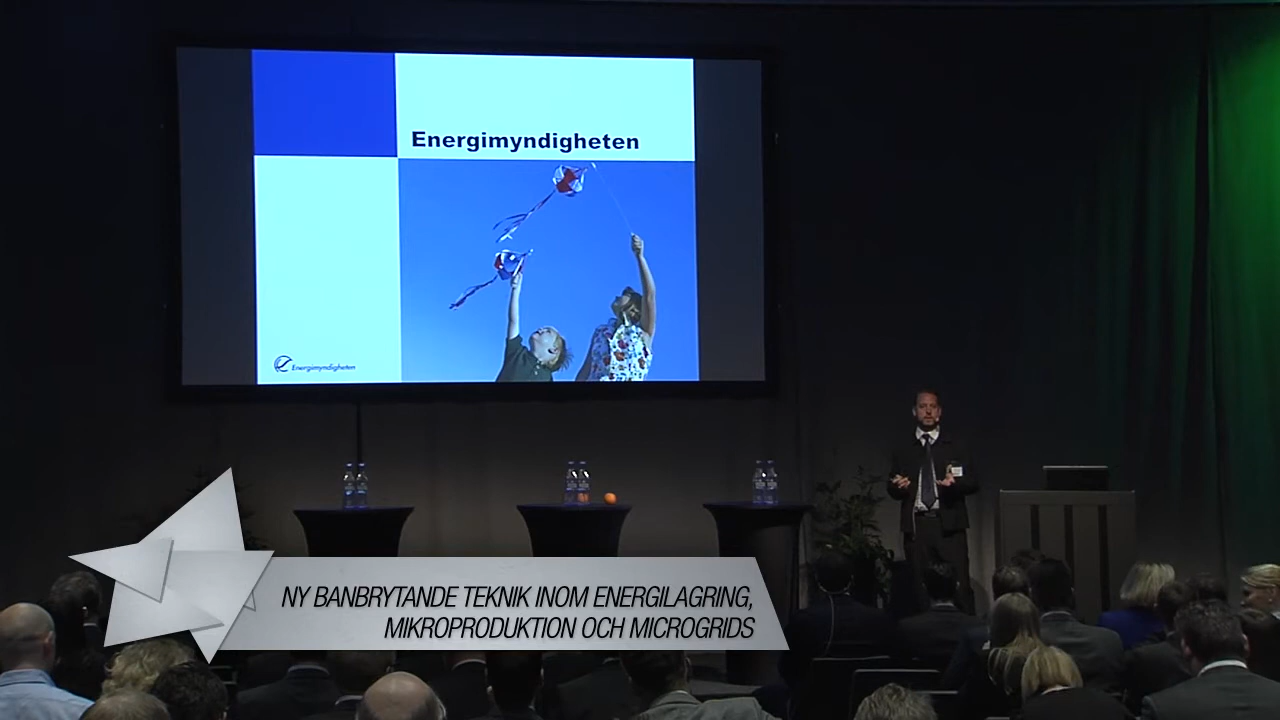 Energimyndigheten
Energimyndigheten
NY BANBRYTANDE TEKNIK INOM ENERGILAGRING,
MIKROPRODUKTION OCH MICROGRIDS